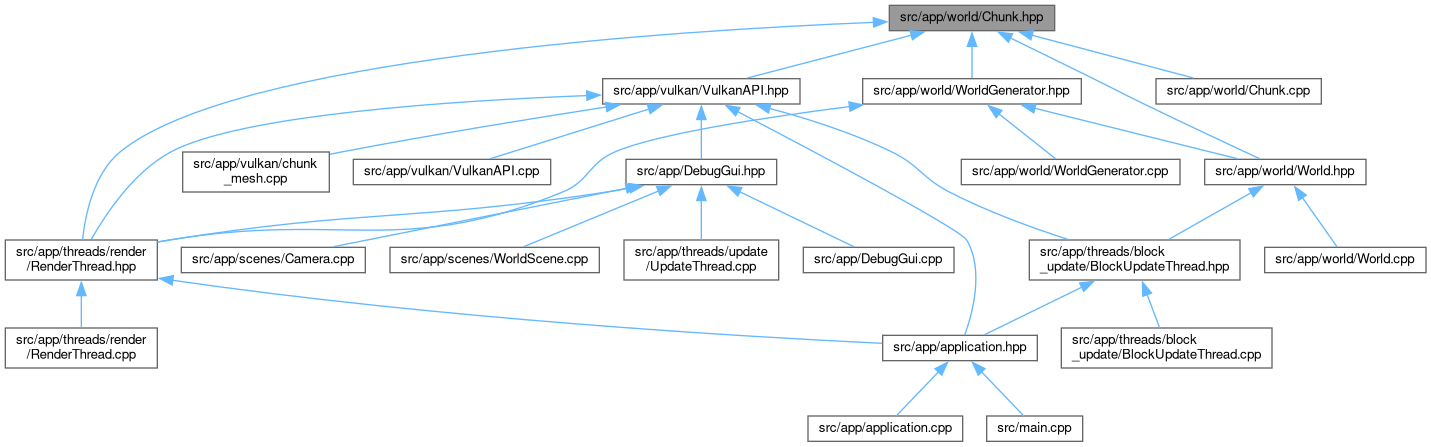 src/app/world/Chunk.hpp
src/app/vulkan/VulkanAPI.hpp
src/app/world/WorldGenerator.hpp
src/app/world/Chunk.cpp
src/app/vulkan/chunk
_mesh.cpp
src/app/vulkan/VulkanAPI.cpp
src/app/DebugGui.hpp
src/app/world/WorldGenerator.cpp
src/app/world/World.hpp
src/app/threads/render
/RenderThread.hpp
src/app/scenes/Camera.cpp
src/app/scenes/WorldScene.cpp
src/app/threads/update
/UpdateThread.cpp
src/app/DebugGui.cpp
src/app/threads/block
_update/BlockUpdateThread.hpp
src/app/world/World.cpp
src/app/threads/render
/RenderThread.cpp
src/app/application.hpp
src/app/threads/block
_update/BlockUpdateThread.cpp
src/app/application.cpp
src/main.cpp